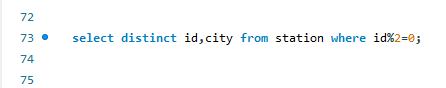 72
73 select distinct id,city from station where id%2=0;
74
75